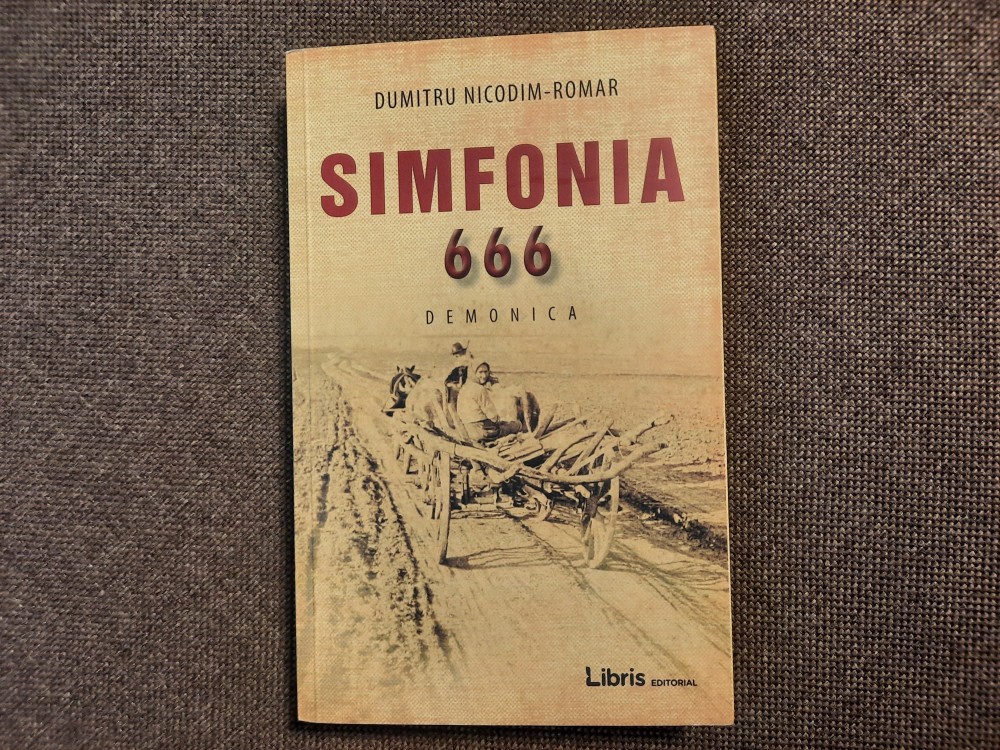 DUMITRU NICODIM-ROMAR
SIMFONIA
666
DEMONICA
Libris EDITORIAL